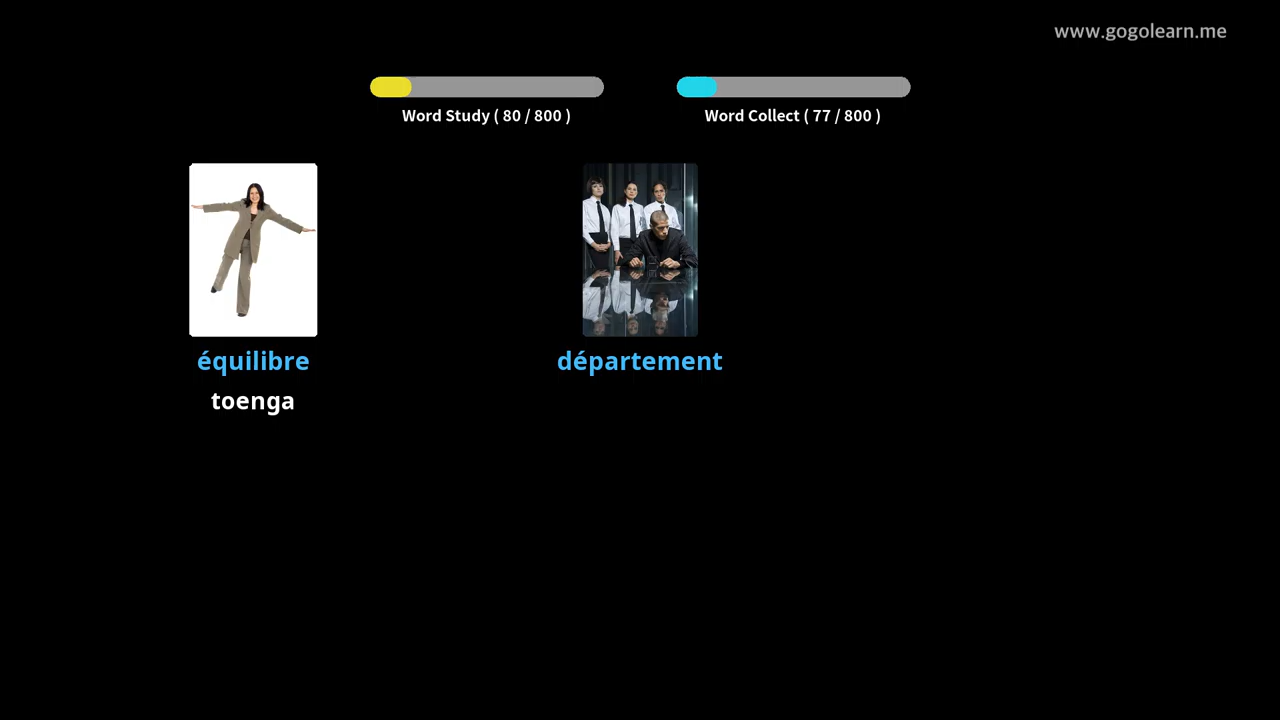 www.gogolearn.me
Word Study ( 80 / 800 )
Word Collect ( 77 / 800 )
équilibre
département
toenga